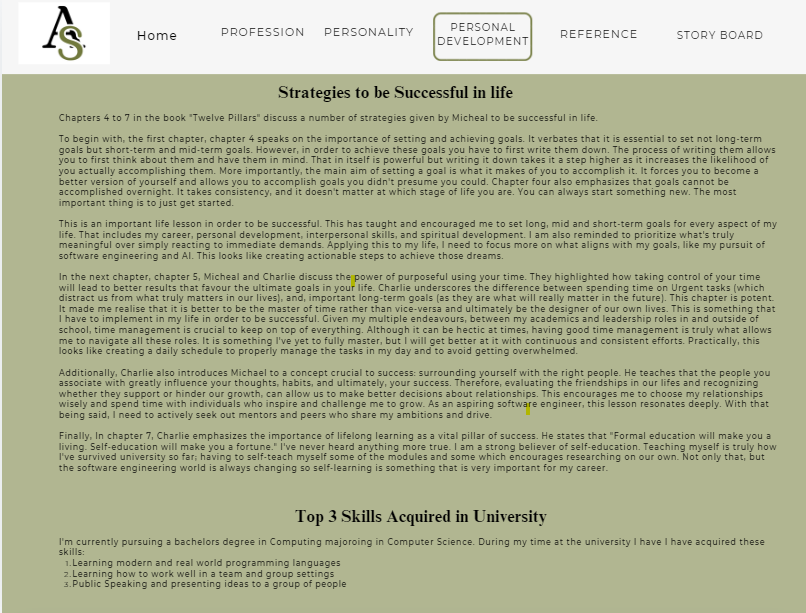 AS
Home
PROFESSION
PERSONALITY
PERSONAL
DEVELOPMENT
REFERENCE
STORY BOARD
Strategies to be Successful in life
Chapters 4 to 7 in the book "Twelve Pillars" discuss a number of strategies given by Micheal to be successful in life.
To begin with, the first chapter, chapter 4 speaks on the importance of setting and achieving goals. It verbates that it is essential to set not long-term
goals but short-term and mid-term goals. However, in order to achieve these goals you have to first write them down. The process of writing them allows
you to first think about them and have them in mind. That in itself is powerful but writing it down takes it a step higher as it increases the likelihood of
you actually accomplishing them. More importantly, the main aim of setting a goal is what it makes of you to accomplish it. It forces you to become a
better version of yourself and allows you to accomplish goals you didn't presume you could. Chapter four also emphasizes that goals cannot be
accomplished overnight. It takes consistency, and it doesn't matter at which stage of life you are. You can always start something new. The most
important thing is to just get started.
This is an important life lesson in order to be successful. This has taught and encouraged me to set long, mid and short-term goals for every aspect of my
life. That includes my career, personal development, interpersonal skills, and spiritual development. I am also reminded to prioritize what's truly
meaningful over simply reacting to immediate demands. Applying this to my life, I need to focus more on what aligns with my goals, like my pursuit of
software engineering and AI. This looks like creating actionable steps to achieve those dreams.
In the next chapter, chapter 5, Micheal and Charlie discuss the power of purposeful using your time. They highlighted how taking control of your time
will lead to better results that favour the ultimate goals in your life. Charlie underscores the difference between spending time on Urgent tasks (which
distract us from what truly matters in our lives), and, important long-term goals (as they are what will really matter in the future). This chapter is potent.
It made me realise that it is better to be the master of time rather than vice-versa and ultimately be the designer of our own lives. This is something that
I have to implement in my life in order to be successful. Given my multiple endeavours, between my academics and leadership roles in and outside of
school, time management is crucial to keep on top of everything. Although it can be hectic at times, having good time management is truly what allows
me to navigate all these roles. It is something I've yet to fully master, but I will get better at it with continuous and consistent efforts. Practically, this
looks like creating a daily schedule to properly manage the tasks in my day and to avoid getting overwhelmed.
Additionally, Charlie also introduces Michael to a concept crucial to success: surrounding yourself with the right people. He teaches that the people you
associate with greatly influence your thoughts, habits, and ultimately, your success. Therefore, evaluating the friendships in our lifes and recognizing
whether they support or hinder our growth, can allow us to make better decisions about relationships. This encourages me to choose my relationships
wisely and spend time with individuals who inspire and challenge me to grow. As an aspiring software engineer, this lesson resonates deeply. With that
being said, I need to actively seek out mentors and peers who share my ambitions and drive.
Finally, In chapter 7, Charlie emphasizes the importance of lifelong learning as a vital pillar of success. He states that "Formal education will make you a
living. Self-education will make you a fortune." I've never heard anything more true. I am a strong believer of self-education. Teaching myself is truly how
I've survived university so far; having to self-teach myself some of the modules and some which encourages researching on our own. Not only that, but
the software engineering world is always changing so self-learning is something that is very important for my career.
Top 3 Skills Acquired in University
I'm currently pursuing a bachelors degree in Computing majoroing in Computer Science. During my time at the university I have I have acquired these
skills:
1. Learning modern and real world programming languages
2. Learning how to work well in a team and group settings
3. Public Speaking and presenting ideas to a group of people